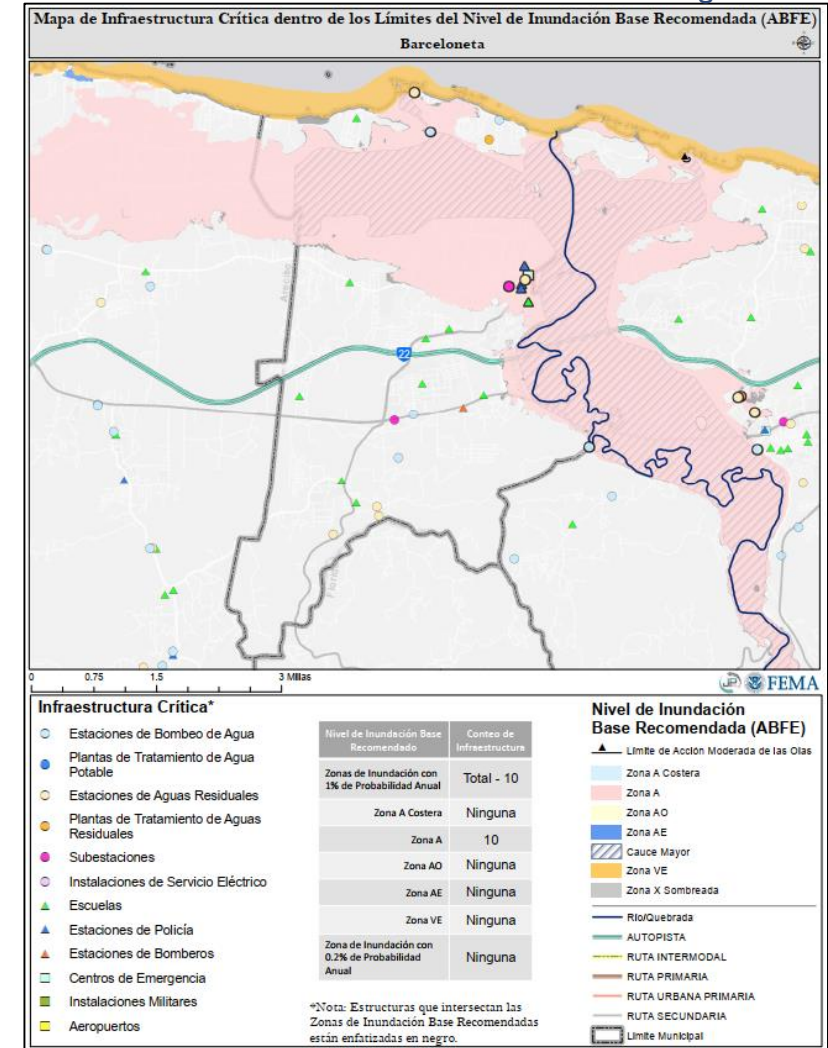 Mapa de Infraestructura Crítica dentro de los Límites del Nivel de Inundación Base Recomendada (ABFE)
Barceloneta
Arecibo
22
Florida
0 0.75 1.5 3 Millas
FEMA
Infraestructura Crítica*
Estaciones de Bombeo de Agua
Plantas de Tratamiento de Agua
Potable
Estaciones de Aguas Residuales
Plantas de Tratamiento de Aguas
Residuales
Subestaciones
Instalaciones de Servicio Eléctrico
Escuelas
Estaciones de Policía
Estaciones de Bomberos
Centros de Emergencia
Instalaciones Militares
Aeropuertos
Nivel de Inundación Base
Recomendado
Conteo de
Infraestructura
Zonas de Inundación con
1% de Probabilidad Anual
Total - 10
Zona A Costera Ninguna
Zona A 10
Zona AO Ninguna
Zona AE Ninguna
Zona VE Ninguna
Zona de Inundación con
0.2% de Probabilidad
Anual
Ninguna
*Nota: Estructuras que intersectan las
Zonas de Inundación Base Recomendadas
están enfatizadas en negro.
Nivel de Inundación
Base Recomendada (ABFE)
Límite de Acción Moderada de las Olas
Zona A Costera
Zona A
Zona AO
Zona AE
Cauce Mayor
Zona VE
Zona X Sombreada
Río/Quebrada
AUTOPISTA
RUTA INTERMODAL
RUTA PRIMARIA
RUTA URBANA PRIMARIA
RUTA SECUNDARIA
Límite Municipal